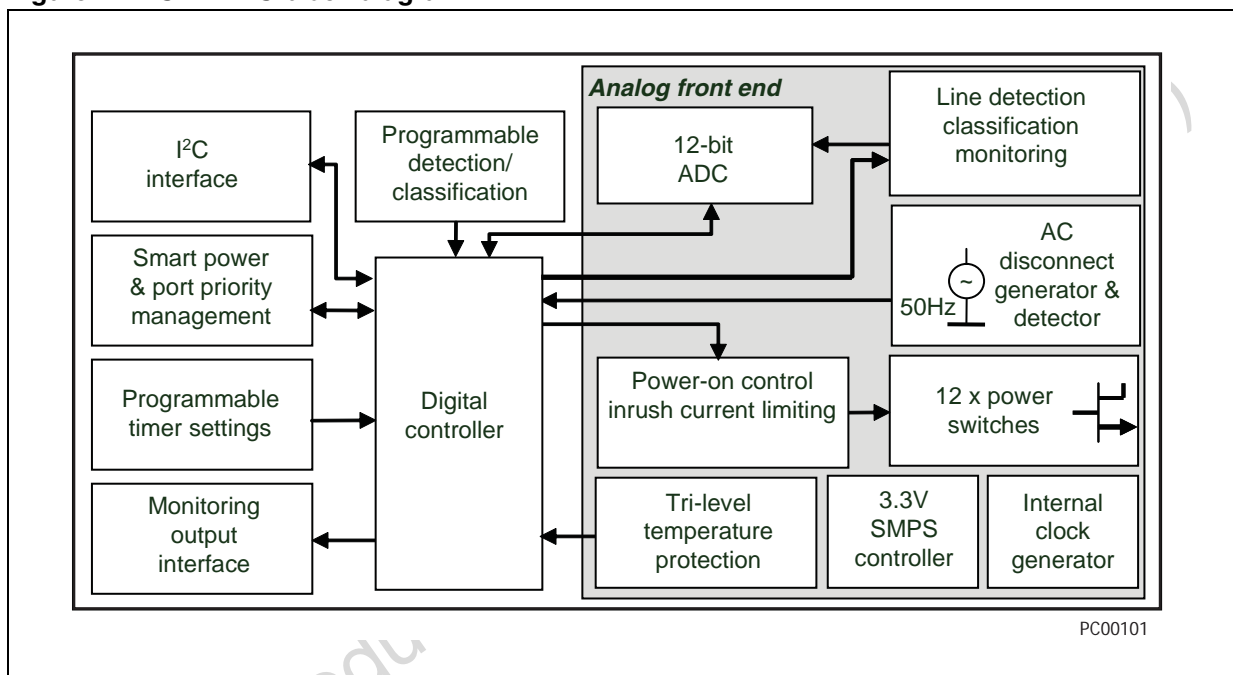 Analog front end
I²C
interface
Programmable
detection/
classification
12-bit
ADC
Line detection
classification
monitoring
Smart power
& port priority
management
AC
disconnect
generator &
detector
~
50Hz
Programmable
timer settings
Digital
controller
Power-on control
inrush current limiting
12 x power
switches
Monitoring
output
interface
Tri-level
temperature
protection
3.3V
SMPS
controller
Internal
clock
generator
PC00101